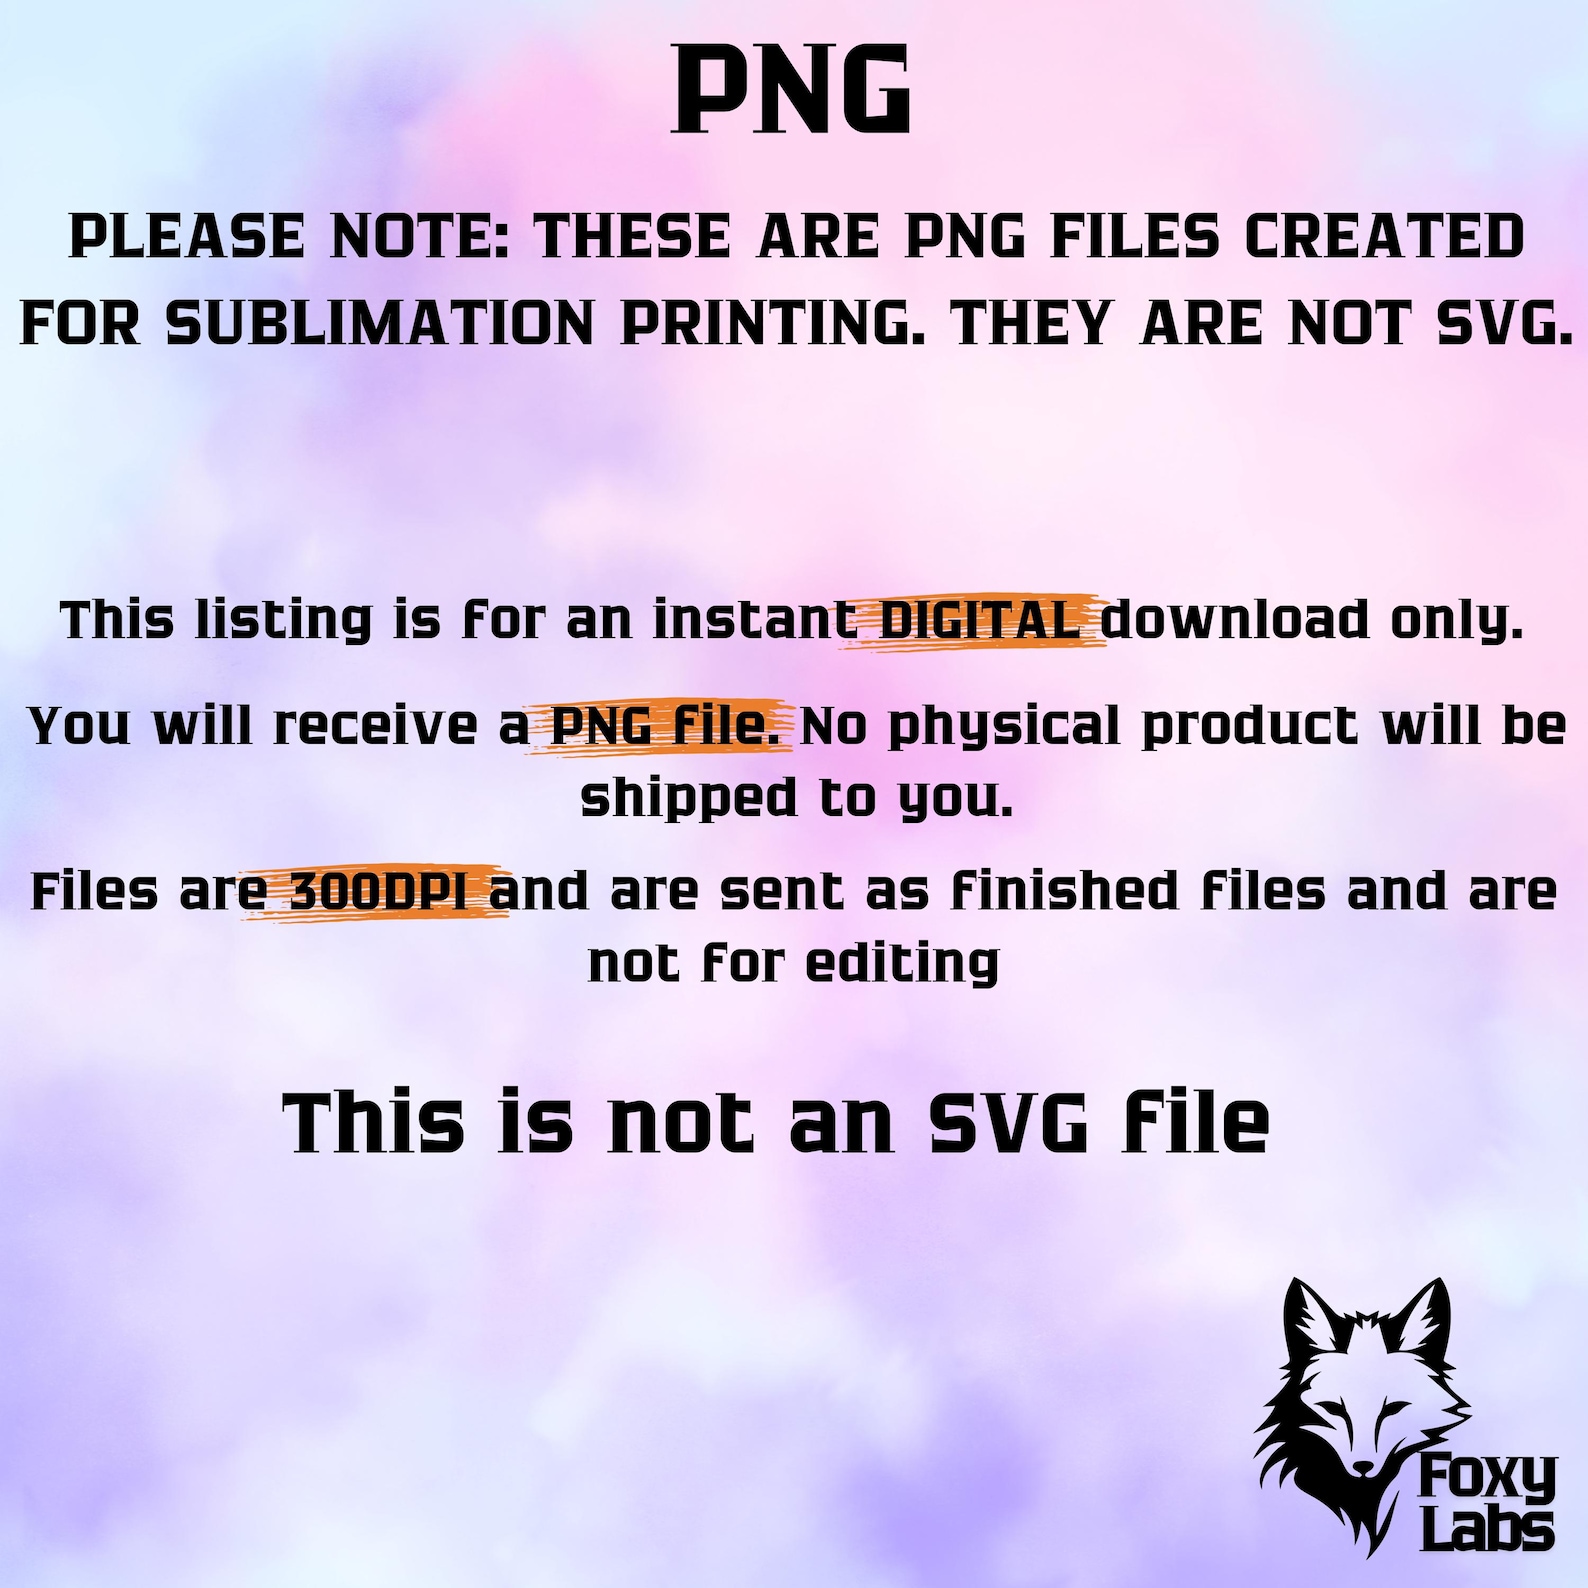 PNG
PLEASE NOTE: THESE ARE PNG FILES CREATED
FOR SUBLIMATION PRINTING. THEY ARE NOT SVG.
This listing is for an instant DIGITAL download only.
You will receive a PNG file. No physical product will be
shipped to you.
Files are 300DPI and are sent as finished files and are
not for editing
This is not an SVG file
Foxy
Labs